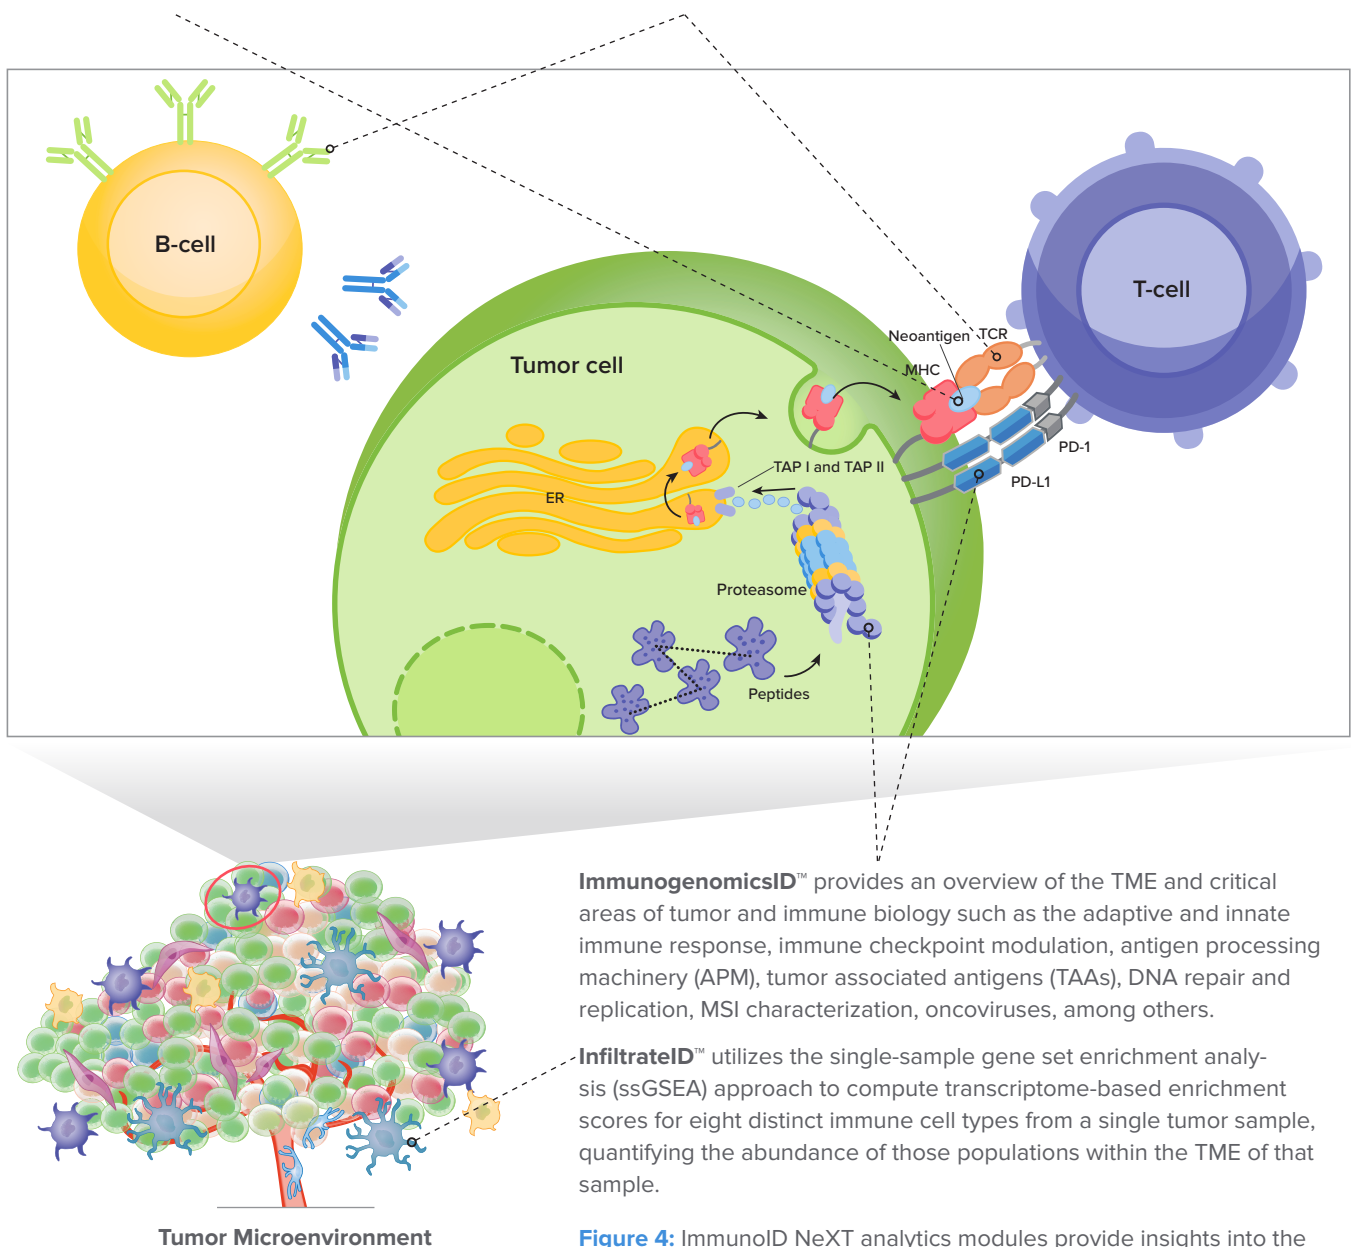 B-cell
T-cell
Neoantigen
TCR
MHC
Tumor cell
PD-1
TAP I and TAP II
PD-L1
ER
Proteasome
Peptides
ImmunogenomicsID™ provides an overview of the TME and critical
areas of tumor and immune biology such as the adaptive and innate
immune response, immune checkpoint modulation, antigen processing
machinery (APM), tumor associated antigens (TAAs), DNA repair and
replication, MSI characterization, oncoviruses, among others.
InfiltrateID™ utilizes the single-sample gene set enrichment analy-
sis (ssGSEA) approach to compute transcriptome-based enrichment
scores for eight distinct immune cell types from a single tumor sample,
quantifying the abundance of those populations within the TME of that
sample.
Tumor Microenvironment
Figure 4: ImmunoID NeXT analytics modules provide insights into the